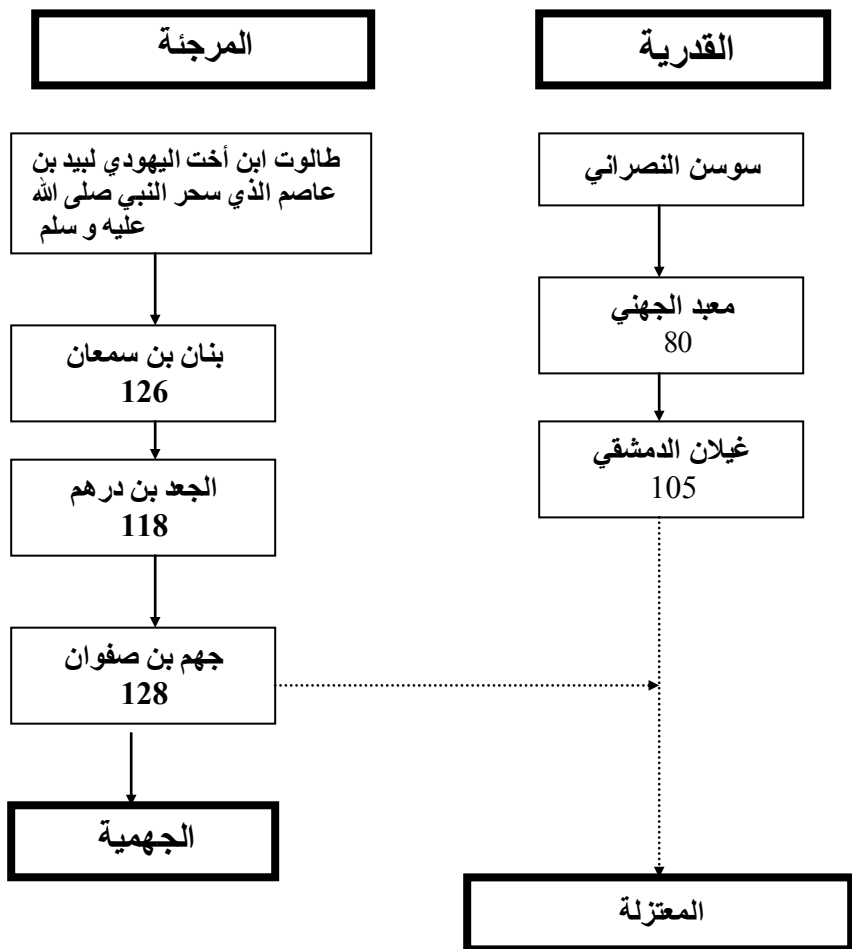 القدرية
المرجئة
سوسن النصراني
طالوت ابن أخت اليهودي لبيد بن
عاصم الذي سحر النبي صلى الله
عليه و سلم
معبد الجهني
80
بنان بن سمعان
126
غيلان الدمشقي
105
الجعد بن درهم
118
جهم بن صفوان
128
الجهمية
المعتزلة